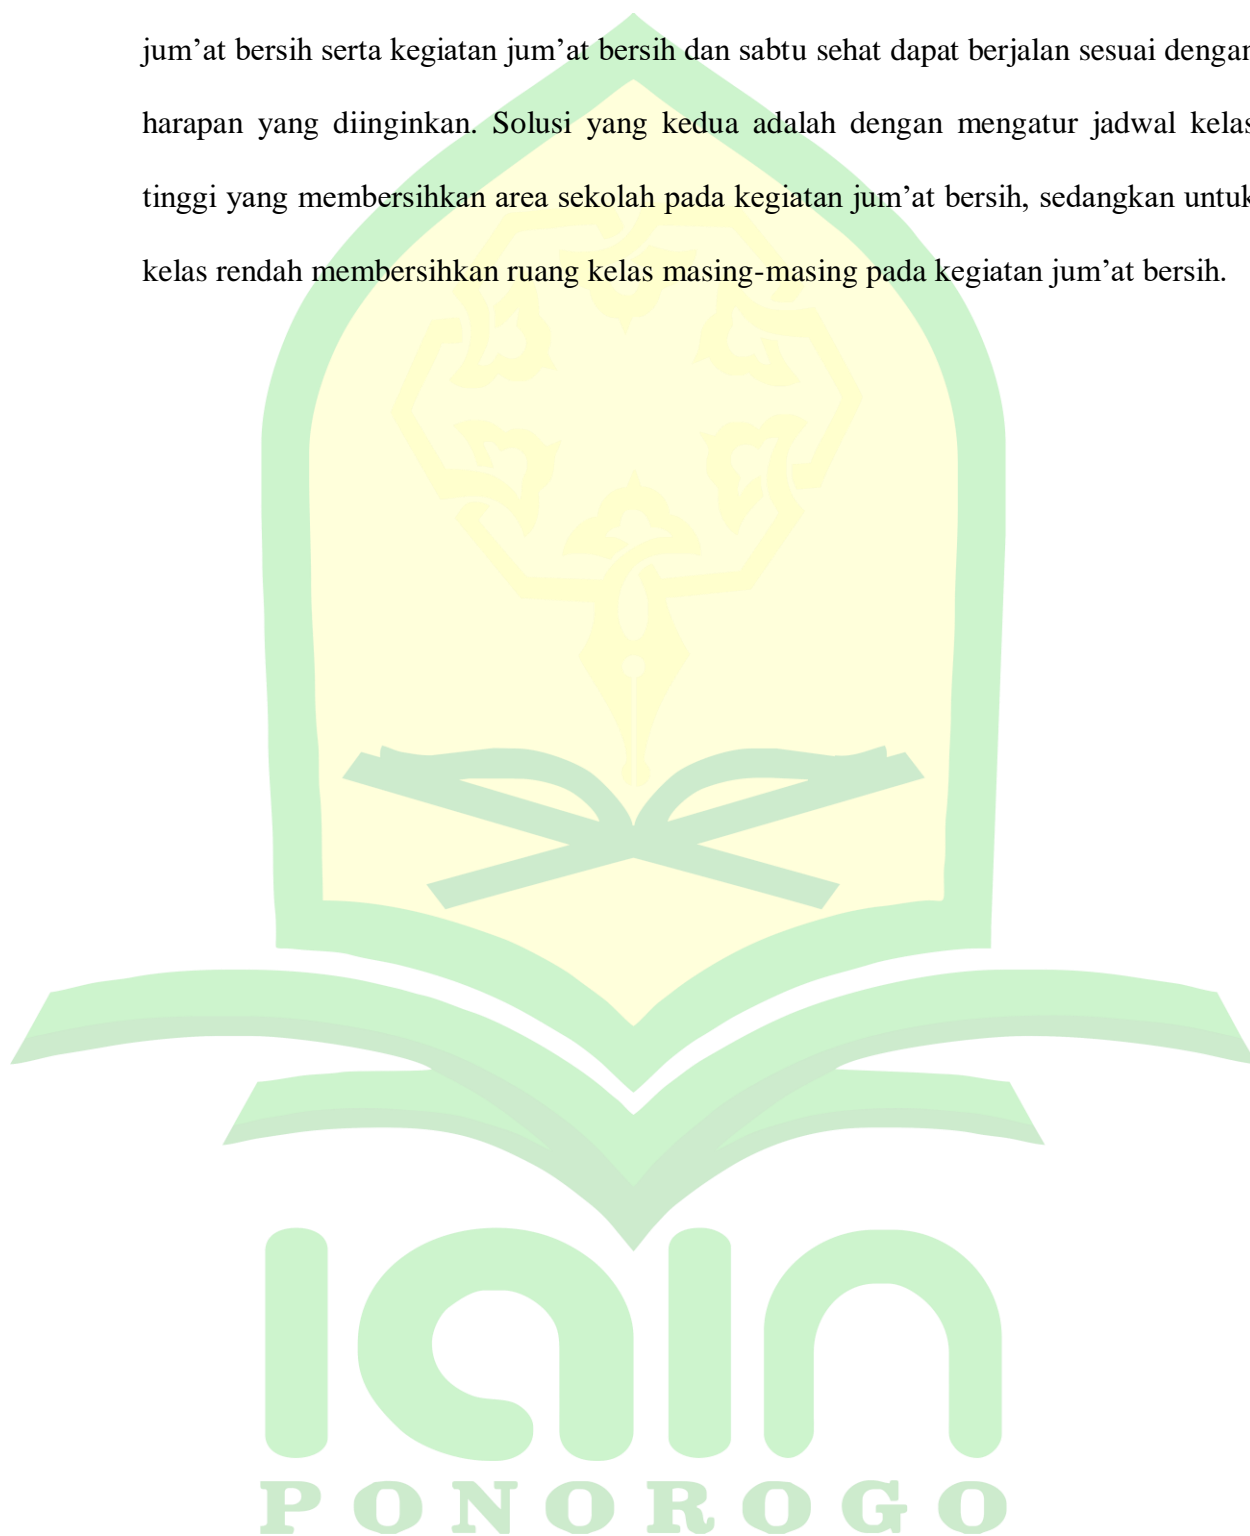 jum’at bersih serta kegiatan jum’at bersih dan sabtu sehat dapat berjalan sesuai dengan
harapan yang diinginkan. Solusi yang kedua adalah dengan mengatur jadwal kelas
tinggi yang membersihkan area sekolah pada kegiatan jum’at bersih, sedangkan untuk
kelas rendah membersihkan ruang kelas masing-masing pada kegiatan jum’at bersih.
iain
PONOROGO